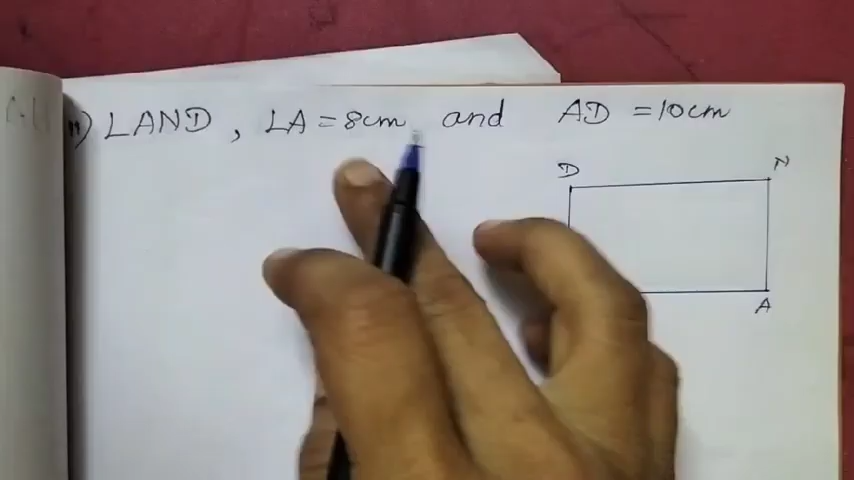 LAND, LA = 8cm and AD = 10cm
D N
A